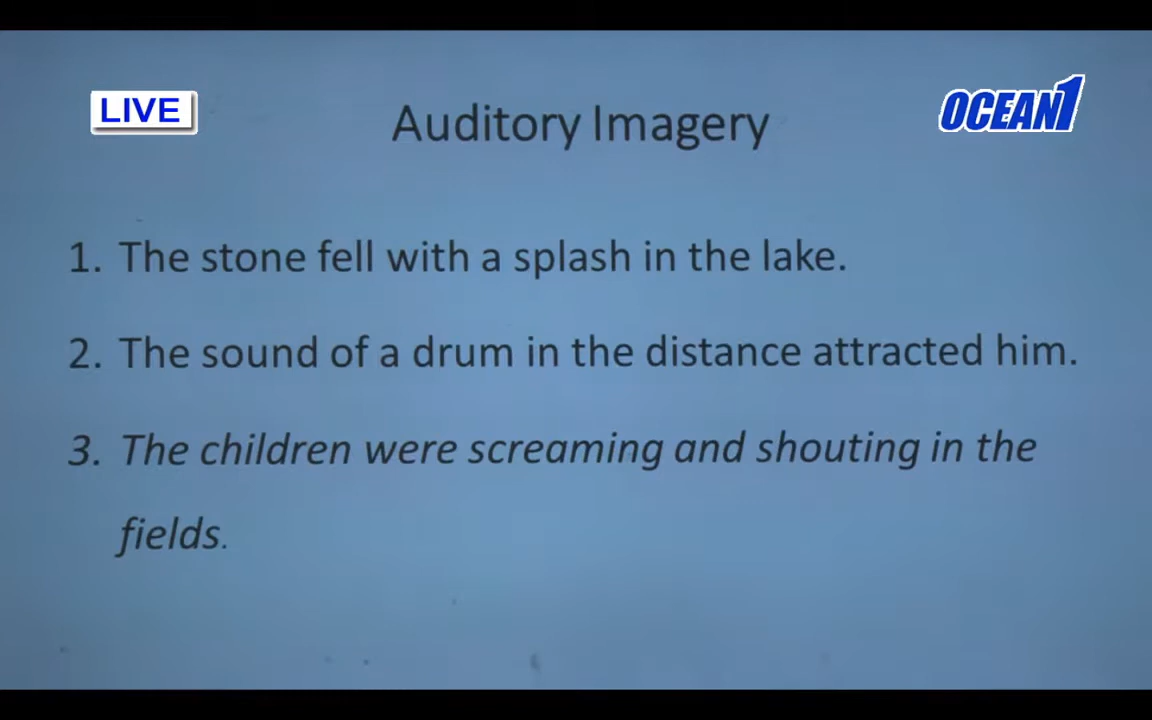 LIVE
OCEAN1
Auditory Imagery
1. The stone fell with a splash in the lake.
2. The sound of a drum in the distance attracted him.
3. The children were screaming and shouting in the
fields.